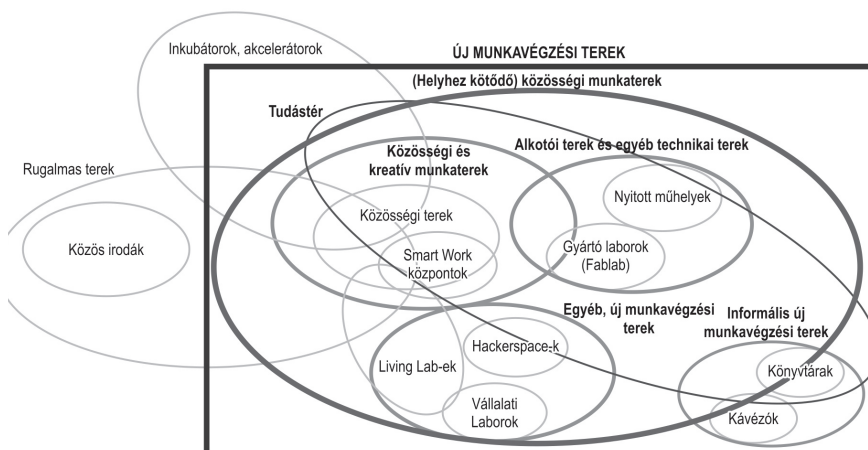 Inkubátorok, akcelerátorok
ÚJ MUNKAVÉGZÉSI TEREK
(Helyhez kötődő) közösségi munkaterek
Tudástér
Közösségi és
kreatív munkaterek
Alkotói terek és egyéb technikai terek
Rugalmas terek
Közös irodák
Közösségi terek
Smart Work
központok
Nyitott műhelyek
Gyártó laborok
(Fablab)
Egyéb, új munkavégzési
terek
Informális új
munkavégzési terek
Living Lab-ek
Hackerspace-k
Vállalati
Laborok
Könyvtárak
Kávézók